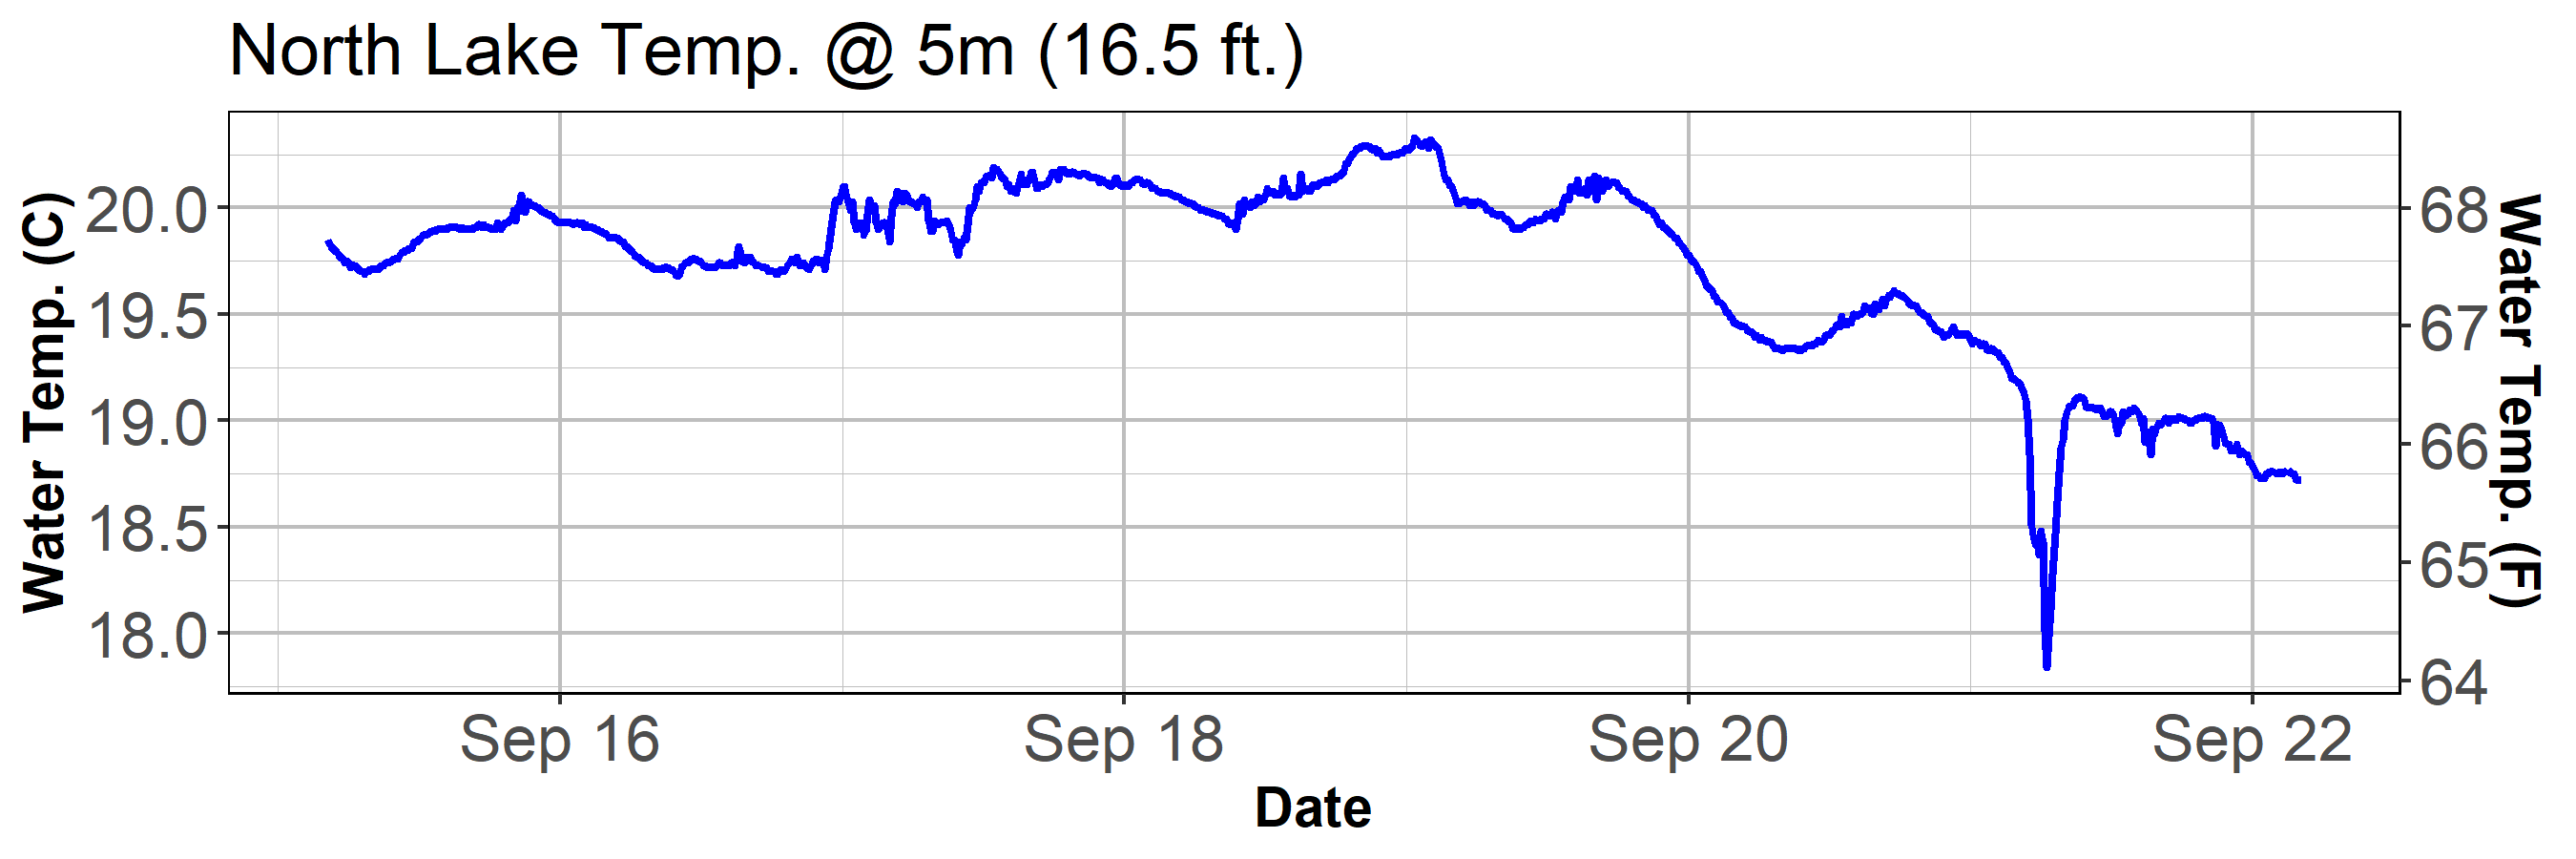 North Lake Temp. @ 5m (16.5 ft.)
Water Temp. (C)
20.0
19.5
19.0
18.5
18.0
68
67
66
65
64
Water Temp. (F)
Sep 16 Sep 18 Sep 20 Sep 22
Date